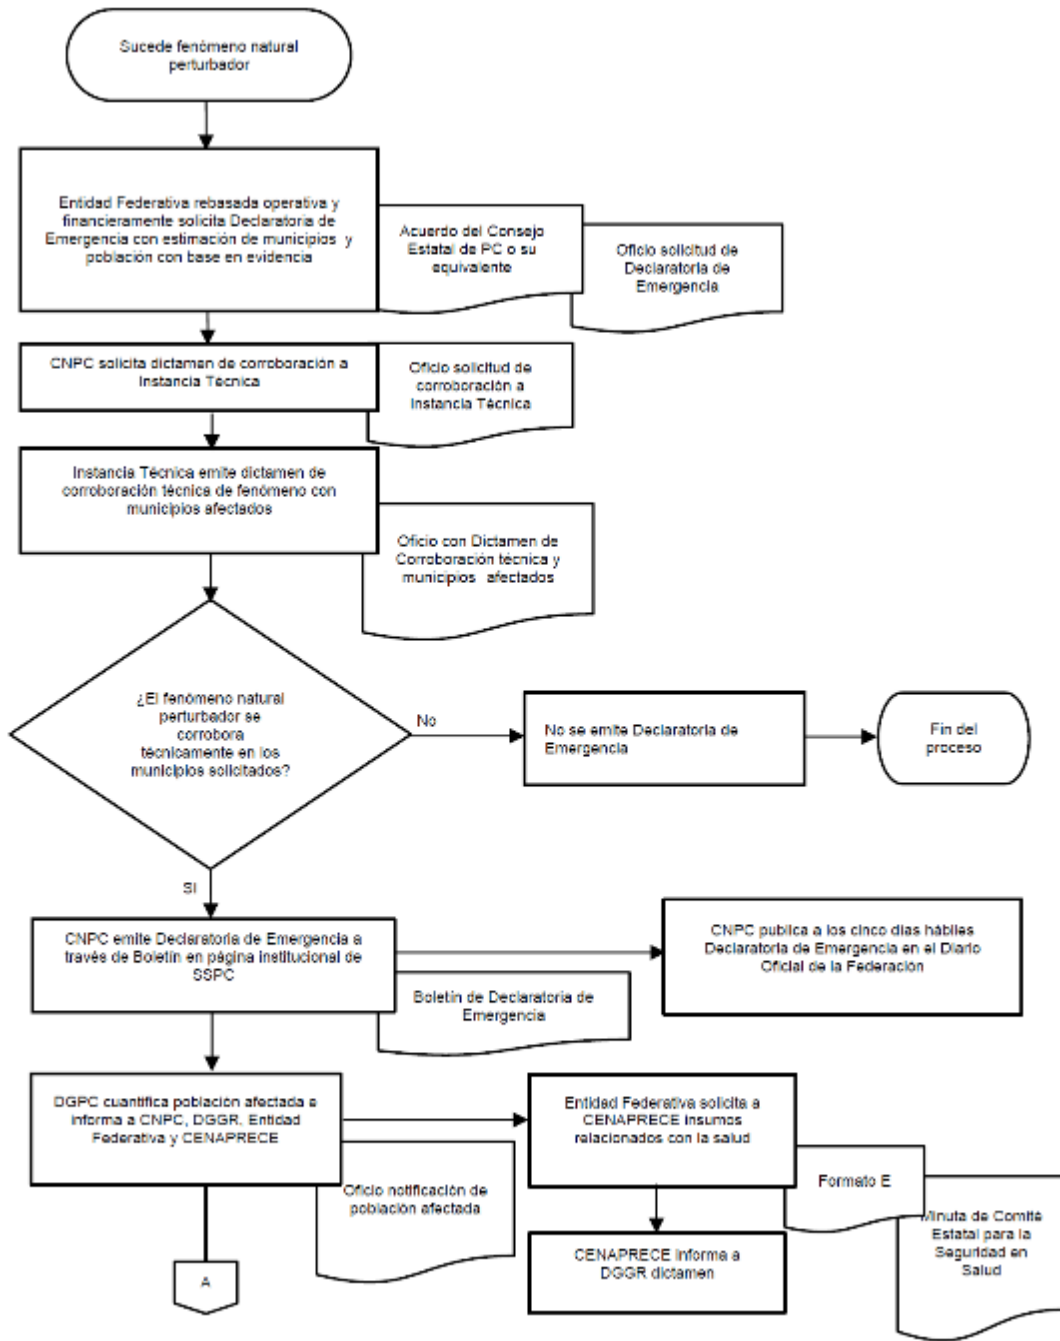 Sucede fenómeno natural
perturbador
Entidad Federativa rebasada operativa y
financieramente solicita Declaratoria de
Emergencia con estimación de municipios y
población con base en evidencia
Acuerdo del Consejo
Estatal de PC o su
equivalente
Oficio solicitud de
Declaratoria de
Emergencia
CNPC solicita dictamen de corroboración a
Instancia Técnica
Oficio solicitud de
corroboración a
Instancia Técnica
Instancia Técnica emite dictamen de
corroboración técnica de fenómeno con
municipios afectados
Oficio con Dictamen de
Corroboración técnica y
municipios afectados
¿El fenómeno natural
perturbador se
corrobora
técnicamente en los
municipios solicitados?
No
No se emite Declaratoria de
Emergencia
Fin del
proceso
SI
CNPC emite Declaratoria de Emergencia a
través de Boletín en página institucional de
SSPC
Boletín de Declaratoria de
Emergencia
CNPC publica a los cinco días hábiles
Declaratoria de Emergencia en el Diario
Oficial de la Federación
DGPC cuantifica población afectada e
informa a CNPC, DGGR, Entidad
Federativa y CENAPRECE
Oficio notificación de
población afectada
Entidad Federativa solicita a
CENAPRECE insumos
relacionados con la salud
Formato E
Minuta de Comité
Estatal para la
Seguridad en
Salud
CENAPRECE informa a
DGGR dictamen
A